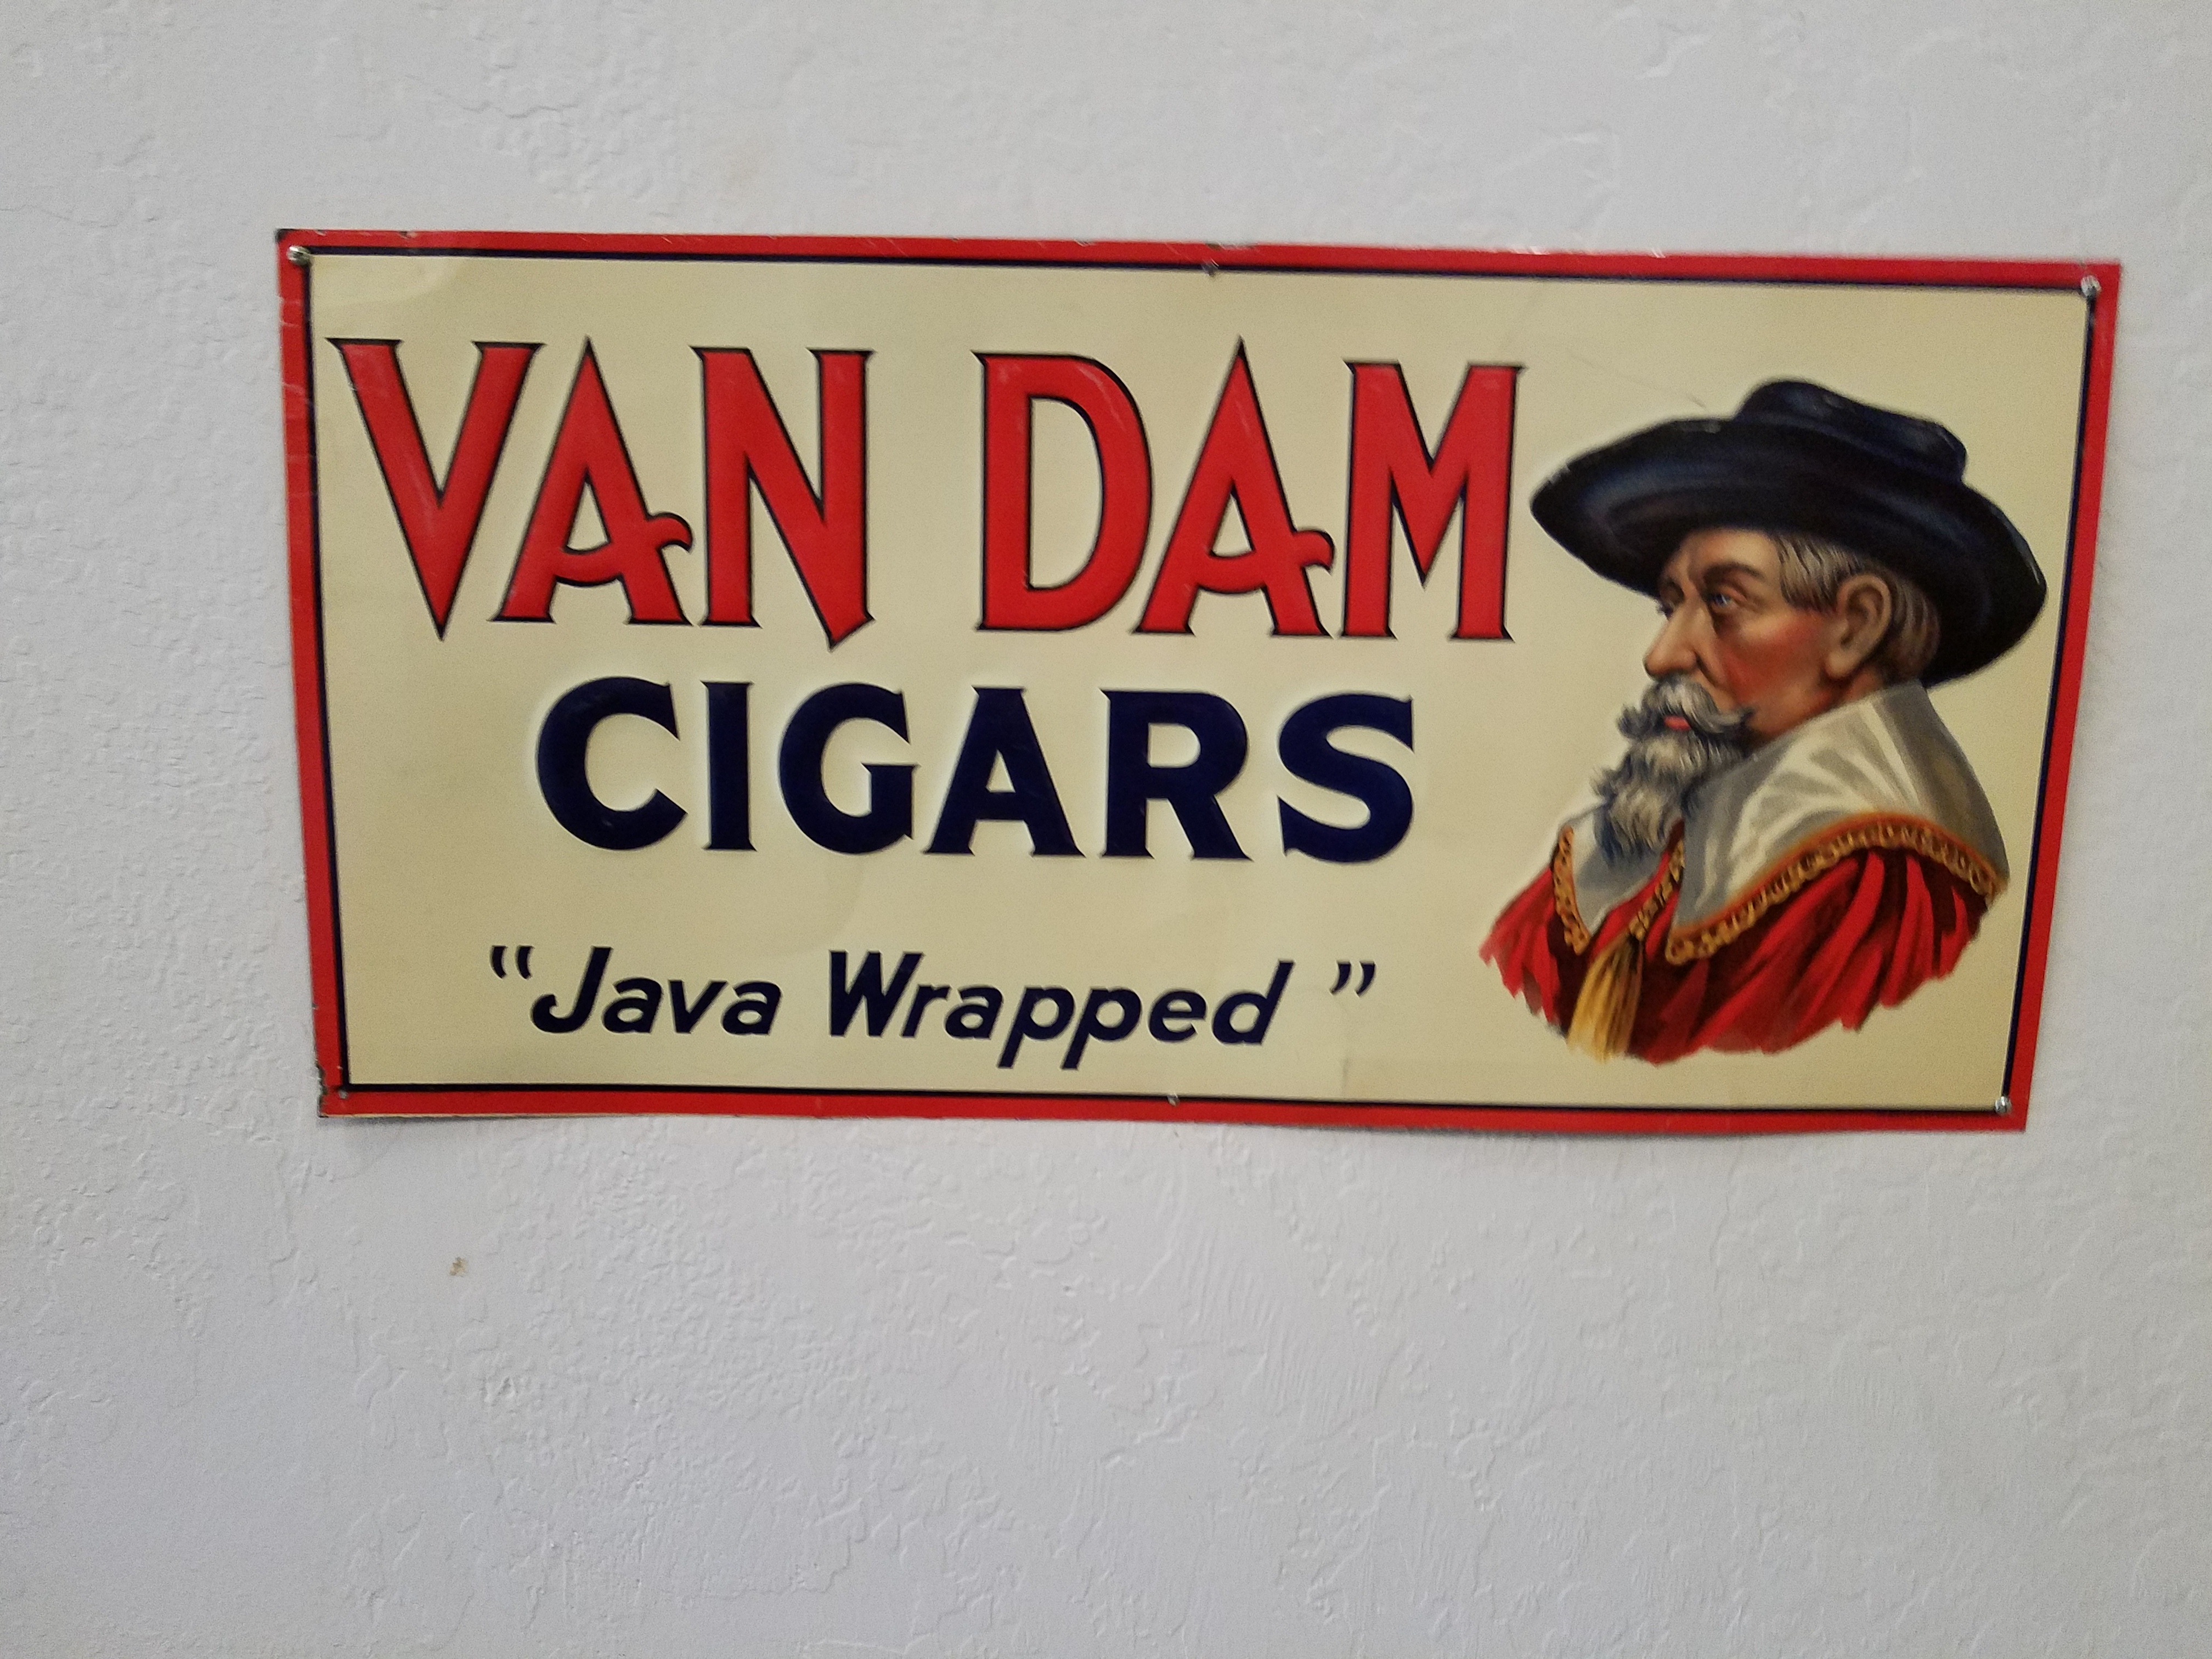 VAN DAM
CIGARS
"Java Wrapped"